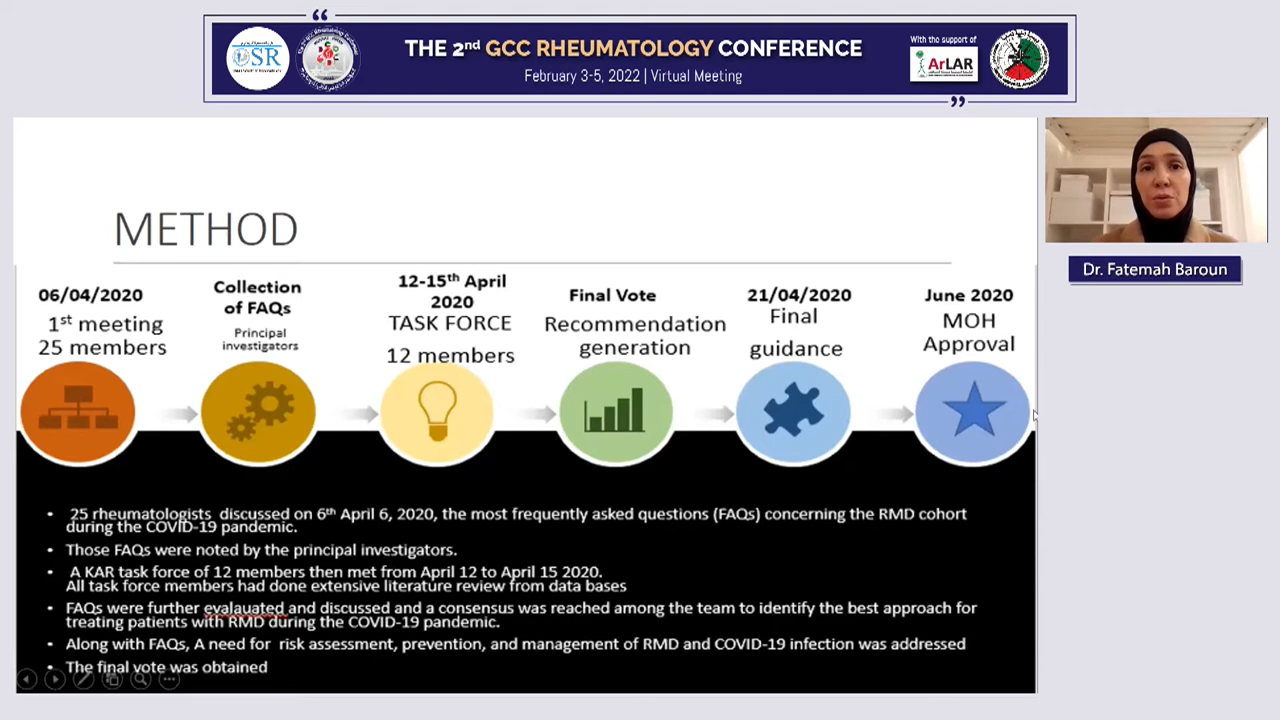 THE 2nd GCC RHEUMATOLOGY CONFERENCE
February 3-5, 2022 | Virtual Meeting
With the support of
OSR
ArLAR
Dr. Fatemah Baroun
METHOD
06/04/2020
1st meeting
25 members
Collection
of FAQs
Principal
investigators
12-15th April
2020
TASK FORCE
12 members
Final Vote
Recommendation
generation
21/04/2020
Final
guidance
June 2020
MOH
Approval
• 25 rheumatologists discussed on 6th April 6, 2020, the most frequently asked questions (FAQs) concerning the RMD cohort
during the COVID-19 pandemic.
• Those FAQs were noted by the principal investigators.
• A KAR task force of 12 members then met from April 12 to April 15 2020.
All task force members had done extensive literature review from data bases
• FAQs were further evalauated and discussed and a consensus was reached among the team to identify the best approach for
treating patients with RMD during the COVID-19 pandemic.
• Along with FAQs, A need for risk assessment, prevention, and management of RMD and COVID-19 infection was addressed
• The final vote was obtained